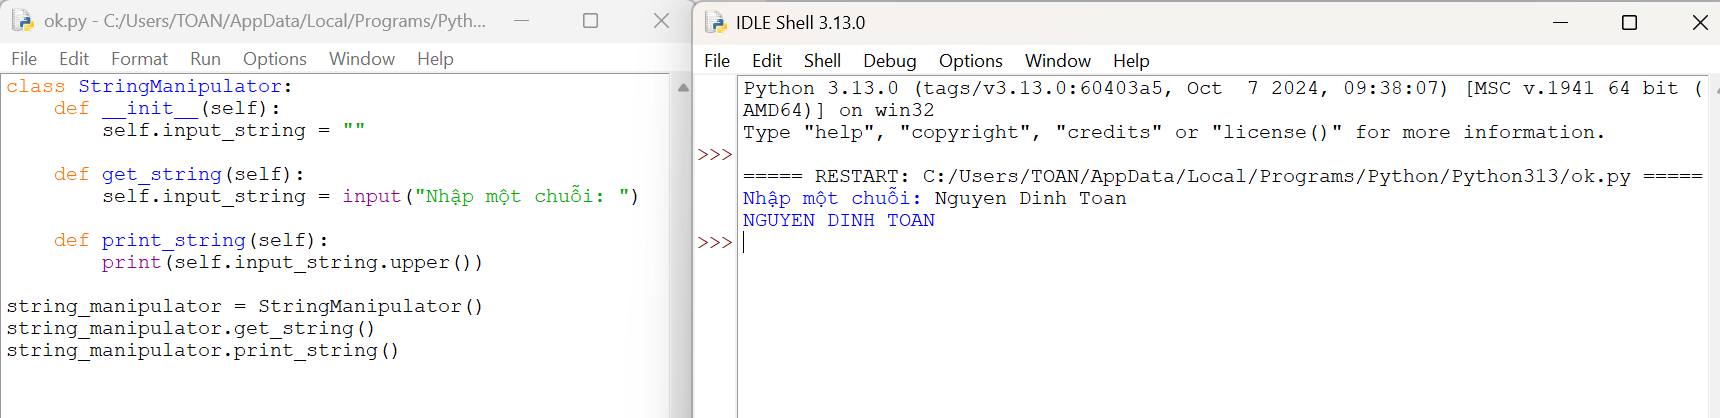 ok.py - C:/Users/TOAN/AppData/Local/Programs/Pyth...
File Edit Format Run Options Window Help
class StringManipulator:
    def __init__(self):
        self.input_string = ""
    def get_string(self):
        self.input_string = input("Nhập một chuỗi: ")
    def print_string(self):
        print(self.input_string.upper())
string_manipulator = StringManipulator()
string_manipulator.get_string()
string_manipulator.print_string()
IDLE Shell 3.13.0
File Edit Shell Debug Options Window Help
Python 3.13.0 (tags/v3.13.0:60403a5, Oct  7 2024, 09:38:07) [MSC v.1941 64 bit (
AMD64)] on win32
Type "help", "copyright", "credits" or "license()" for more information.
>>>
===== RESTART: C:/Users/TOAN/AppData/Local/Programs/Python/Python313/ok.py =====
Nhập một chuỗi: Nguyen Dinh Toan
NGUYEN DINH TOAN
>>>